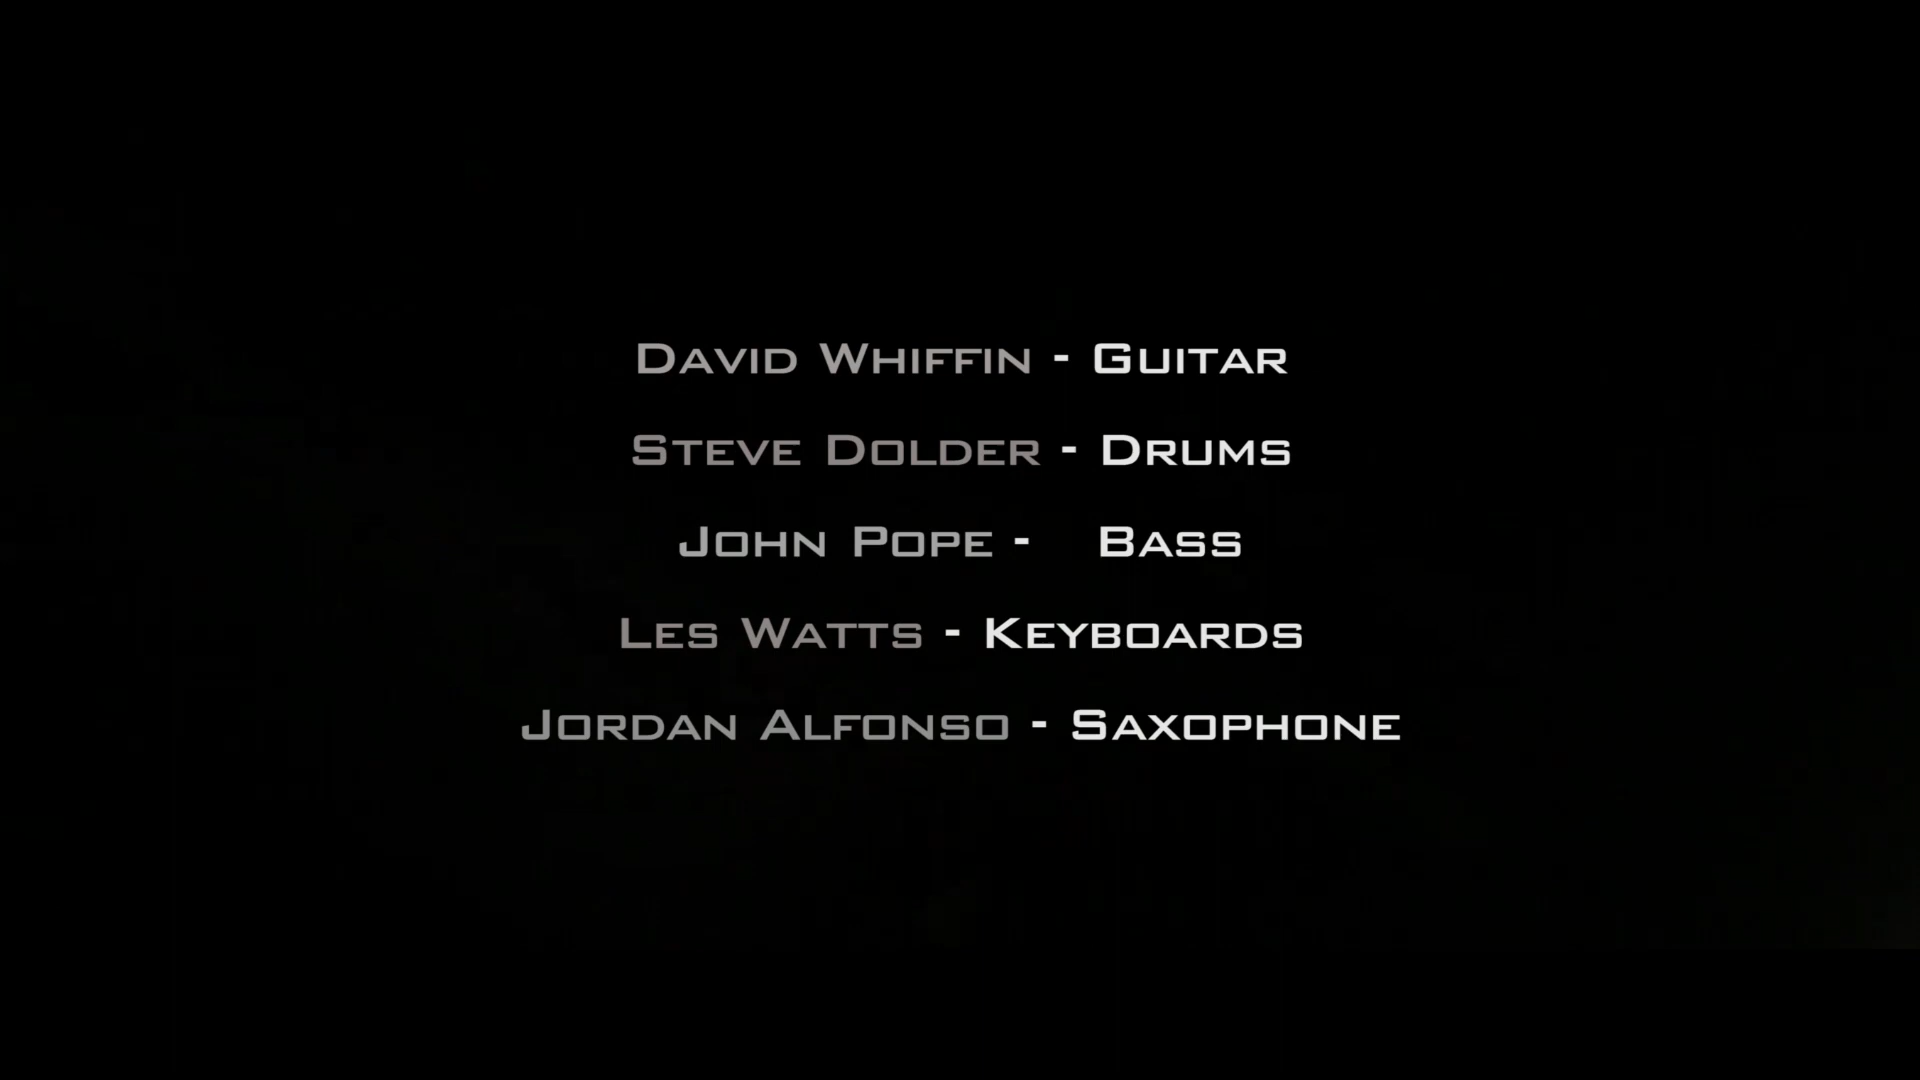 David Whiffin - Guitar
Steve Dolder - Drums
John Pope - Bass
Les Watts - Keyboards
Jordan Alfonso - Saxophone